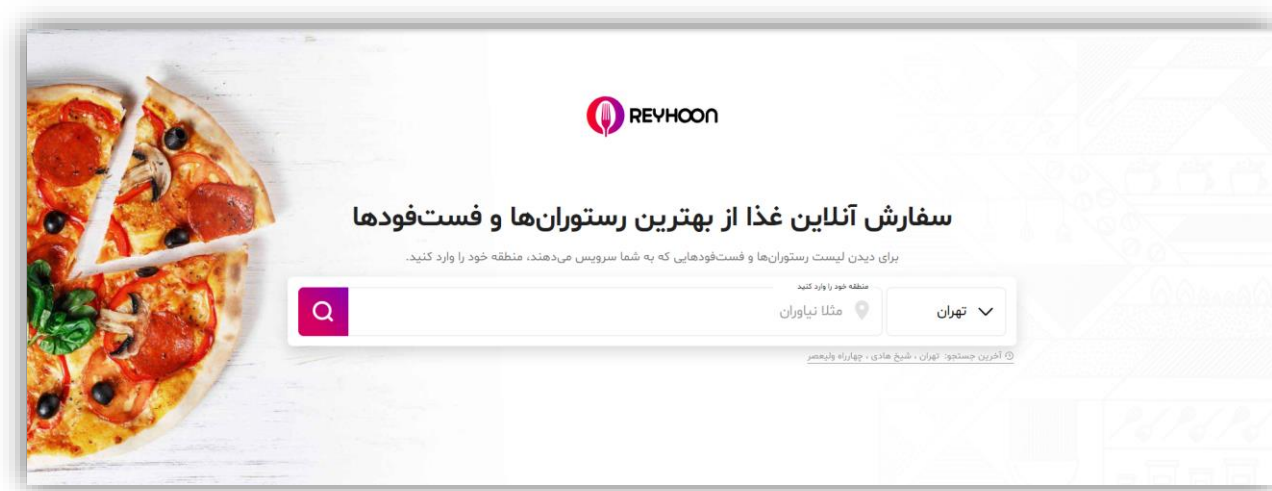 REYHOON
سفارش آنلاین غذا از بهترین رستوران‌ها و فست‌فودها
برای دیدن لیست رستوران‌ها و فست‌فودهایی که به شما سرویس می‌دهند، منطقه خود را وارد کنید.
تهران
منطقه خود را وارد کنید
مثلا نیاوران
آخرین جستجو: تهران ، شیخ هادی ، چهارراه ولیعصر